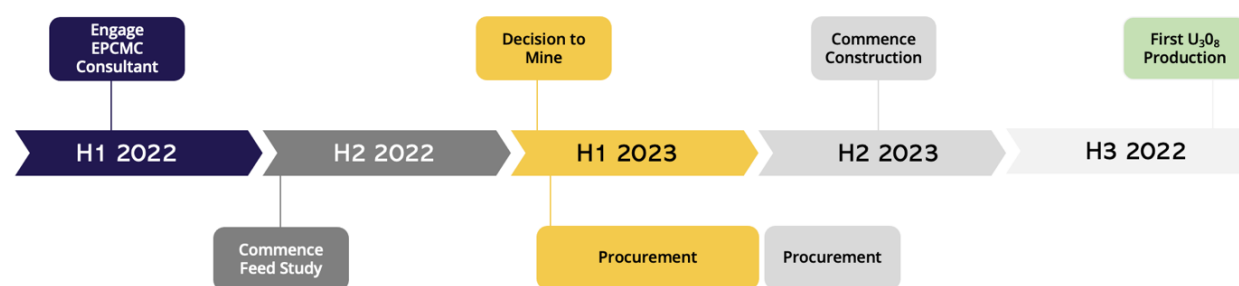 Engage
EPCMC
Consultant
Decision to
Mine
Commence
Construction
First U₃0₈
Production
H1 2022
H2 2022
H1 2023
H2 2023
H3 2022
Commence
Feed Study
Procurement
Procurement